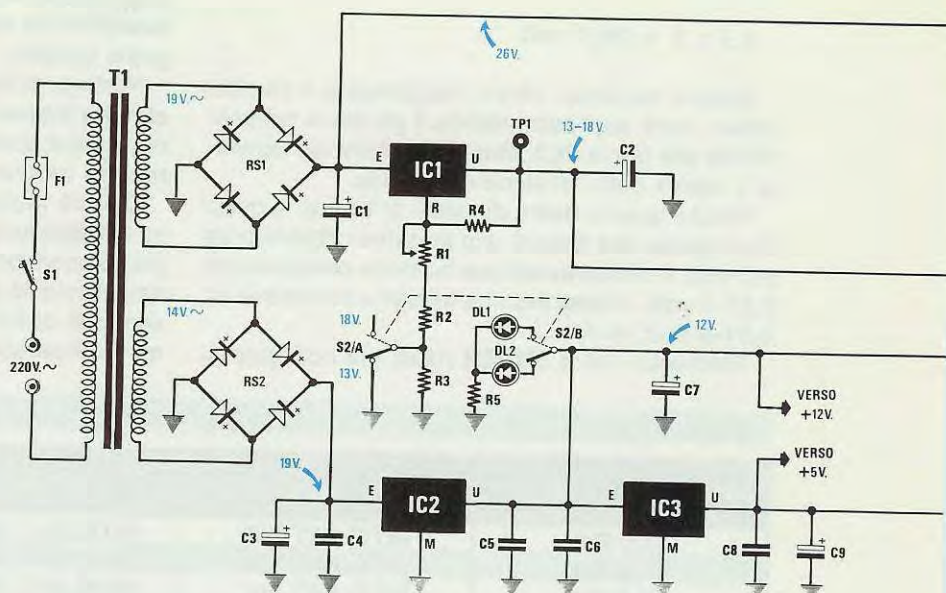 26V.
T1
19V~
RS1
E
IC1
U
R
TP1
13-18V.
C2
F1
C1
R4
R1
S1
14V~
18V.
S2/A
13V.
R2
R3
DL1
DL2
S2/B
R5
12V.
C7
VERSO
+12V.
220V.~
RS2
VERSO
+5V.
19V.
E
IC2
U
M
E
IC3
U
M
C3
+
C4
C5
C6
C8
C9
+